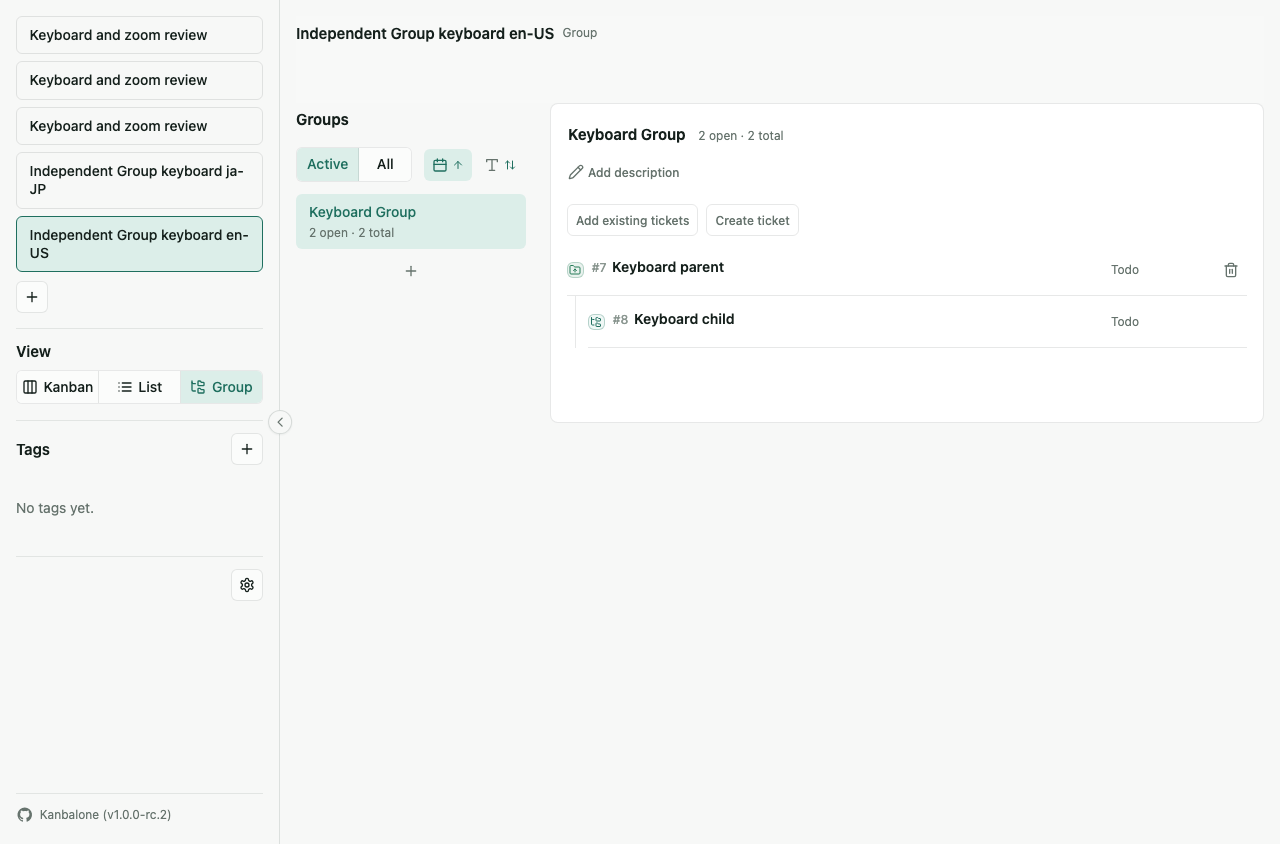 Keyboard and zoom review
Keyboard and zoom review
Keyboard and zoom review
Independent Group keyboard ja-
JP
Independent Group keyboard en-
US
View
Kanban
List
Group
Tags
No tags yet.
Kanbalone (v1.0.0-rc.2)
Independent Group keyboard en-US Group
Groups
Active
All
Keyboard Group
2 open · 2 total
Keyboard Group 2 open · 2 total
Add description
Add existing tickets
Create ticket
#7 Keyboard parent Todo
#8 Keyboard child Todo